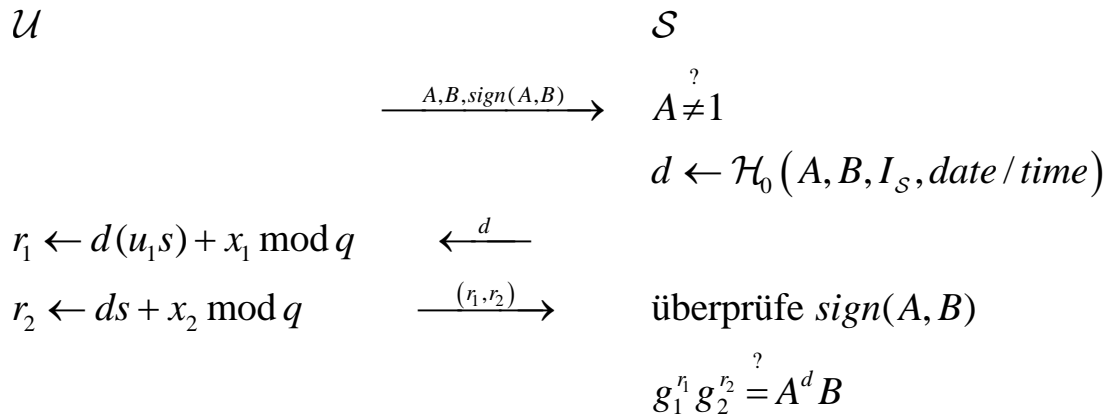 𝒰 𝒮
A,B,sign(A,B) A ≠? 1
d ← ℋ₀(A, B, I_𝒮, date / time)
r₁ ← d(u₁s) + x₁ mod q d
r₂ ← ds + x₂ mod q (r₁,r₂) überprüfe sign(A, B)
g₁^{r₁} g₂^{r₂} =? A^d B